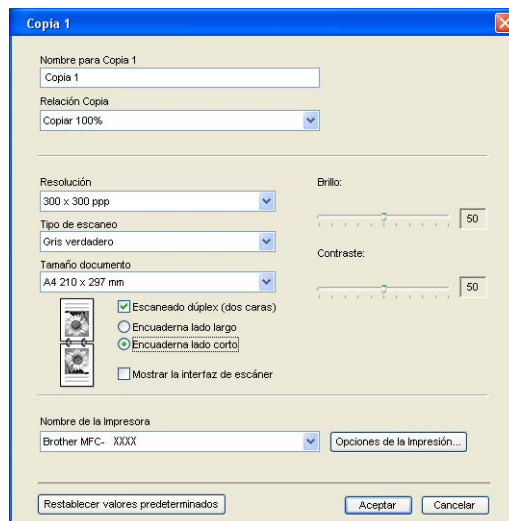 Copia 1
Nombre para Copia 1
Copia 1
Relación Copia
Copiar 100%
Resolución
300 x 300 ppp
Tipo de escaneo
Gris verdadero
Tamaño documento
A4 210 x 297 mm
Escaneado dúplex (dos caras)
Encuaderna lado largo
Encuaderna lado corto
Mostrar la interfaz de escáner
Brillo:
50
Contraste:
50
Nombre de la Impresora
Brother MFC- XXXX
Opciones de la Impresión...
Restablecer valores predeterminados
Aceptar
Cancelar